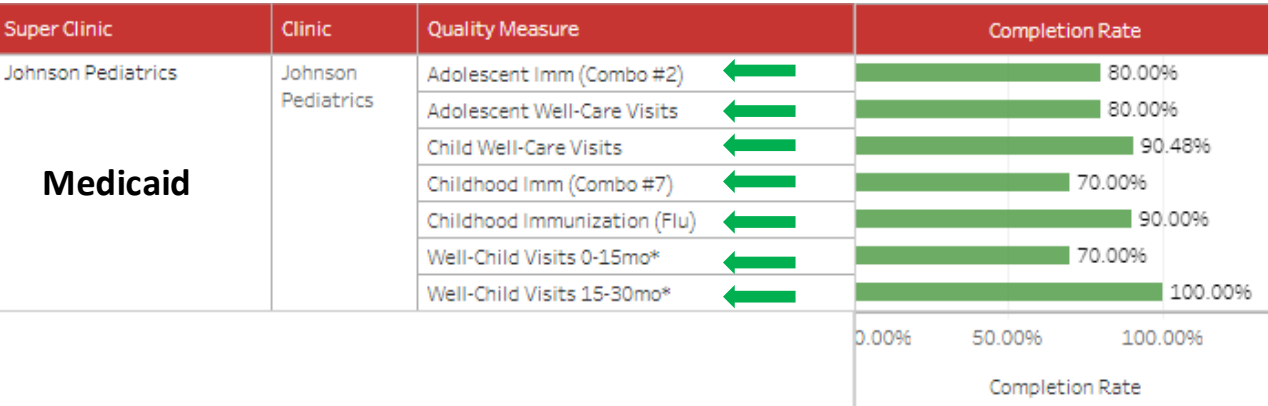 Super Clinic Clinic Quality Measure Completion Rate
Johnson Pediatrics Johnson Pediatrics Adolescent Imm (Combo #2) 80.00%
Adolescent Well-Care Visits 80.00%
Child Well-Care Visits 90.48%
Medicaid
Childhood Imm (Combo #7) 70.00%
Childhood Immunization (Flu) 90.00%
Well-Child Visits 0-15mo* 70.00%
Well-Child Visits 15-30mo* 100.00%
0.00% 50.00% 100.00%
Completion Rate